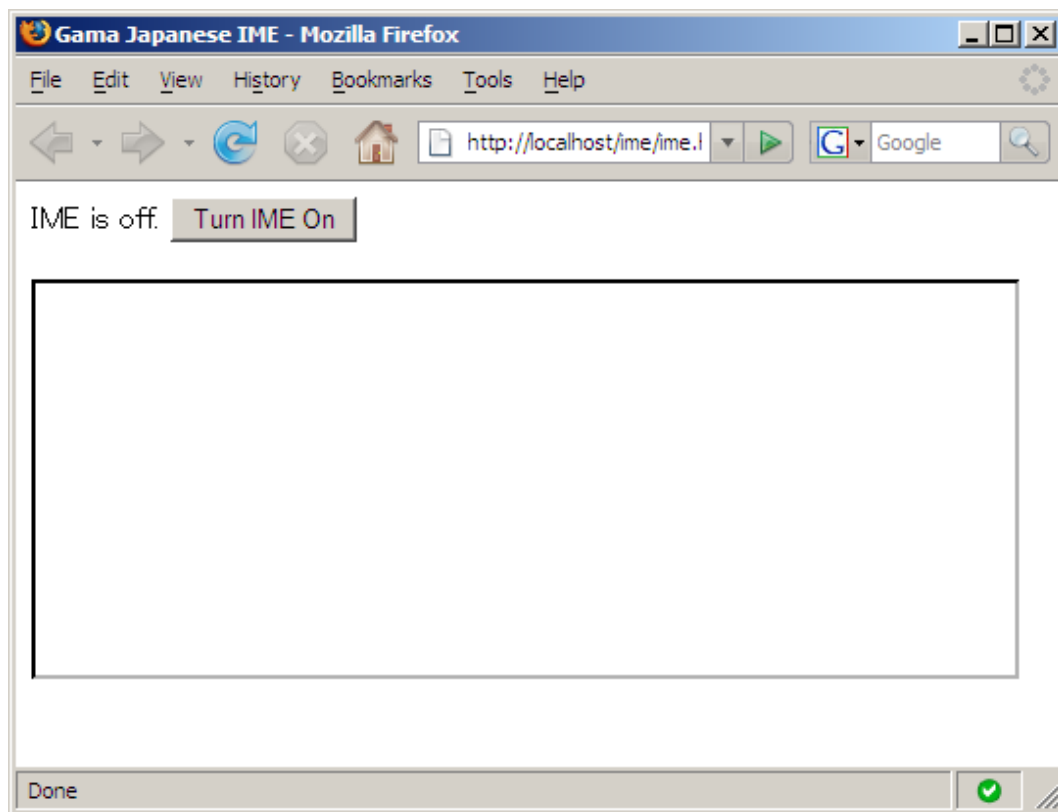 Gama Japanese IME - Mozilla Firefox
File Edit View History Bookmarks Tools Help
http://localhost/ime/ime.l G Google
IME is off. Turn IME On
Done